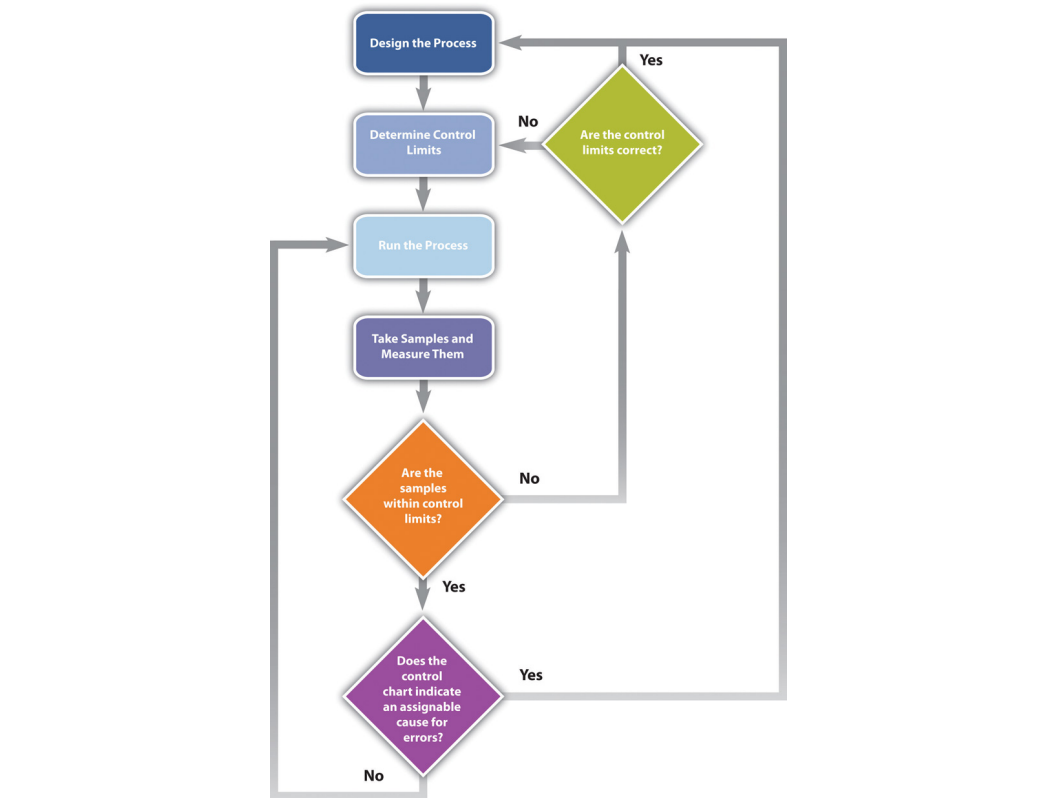 Design the Process
Yes
No
Determine Control
Limits
Are the control
limits correct?
Run the Process
Take Samples and
Measure Them
Are the
samples
within control
limits?
No
Yes
Does the
control
chart indicate
an assignable
cause for
errors?
Yes
No